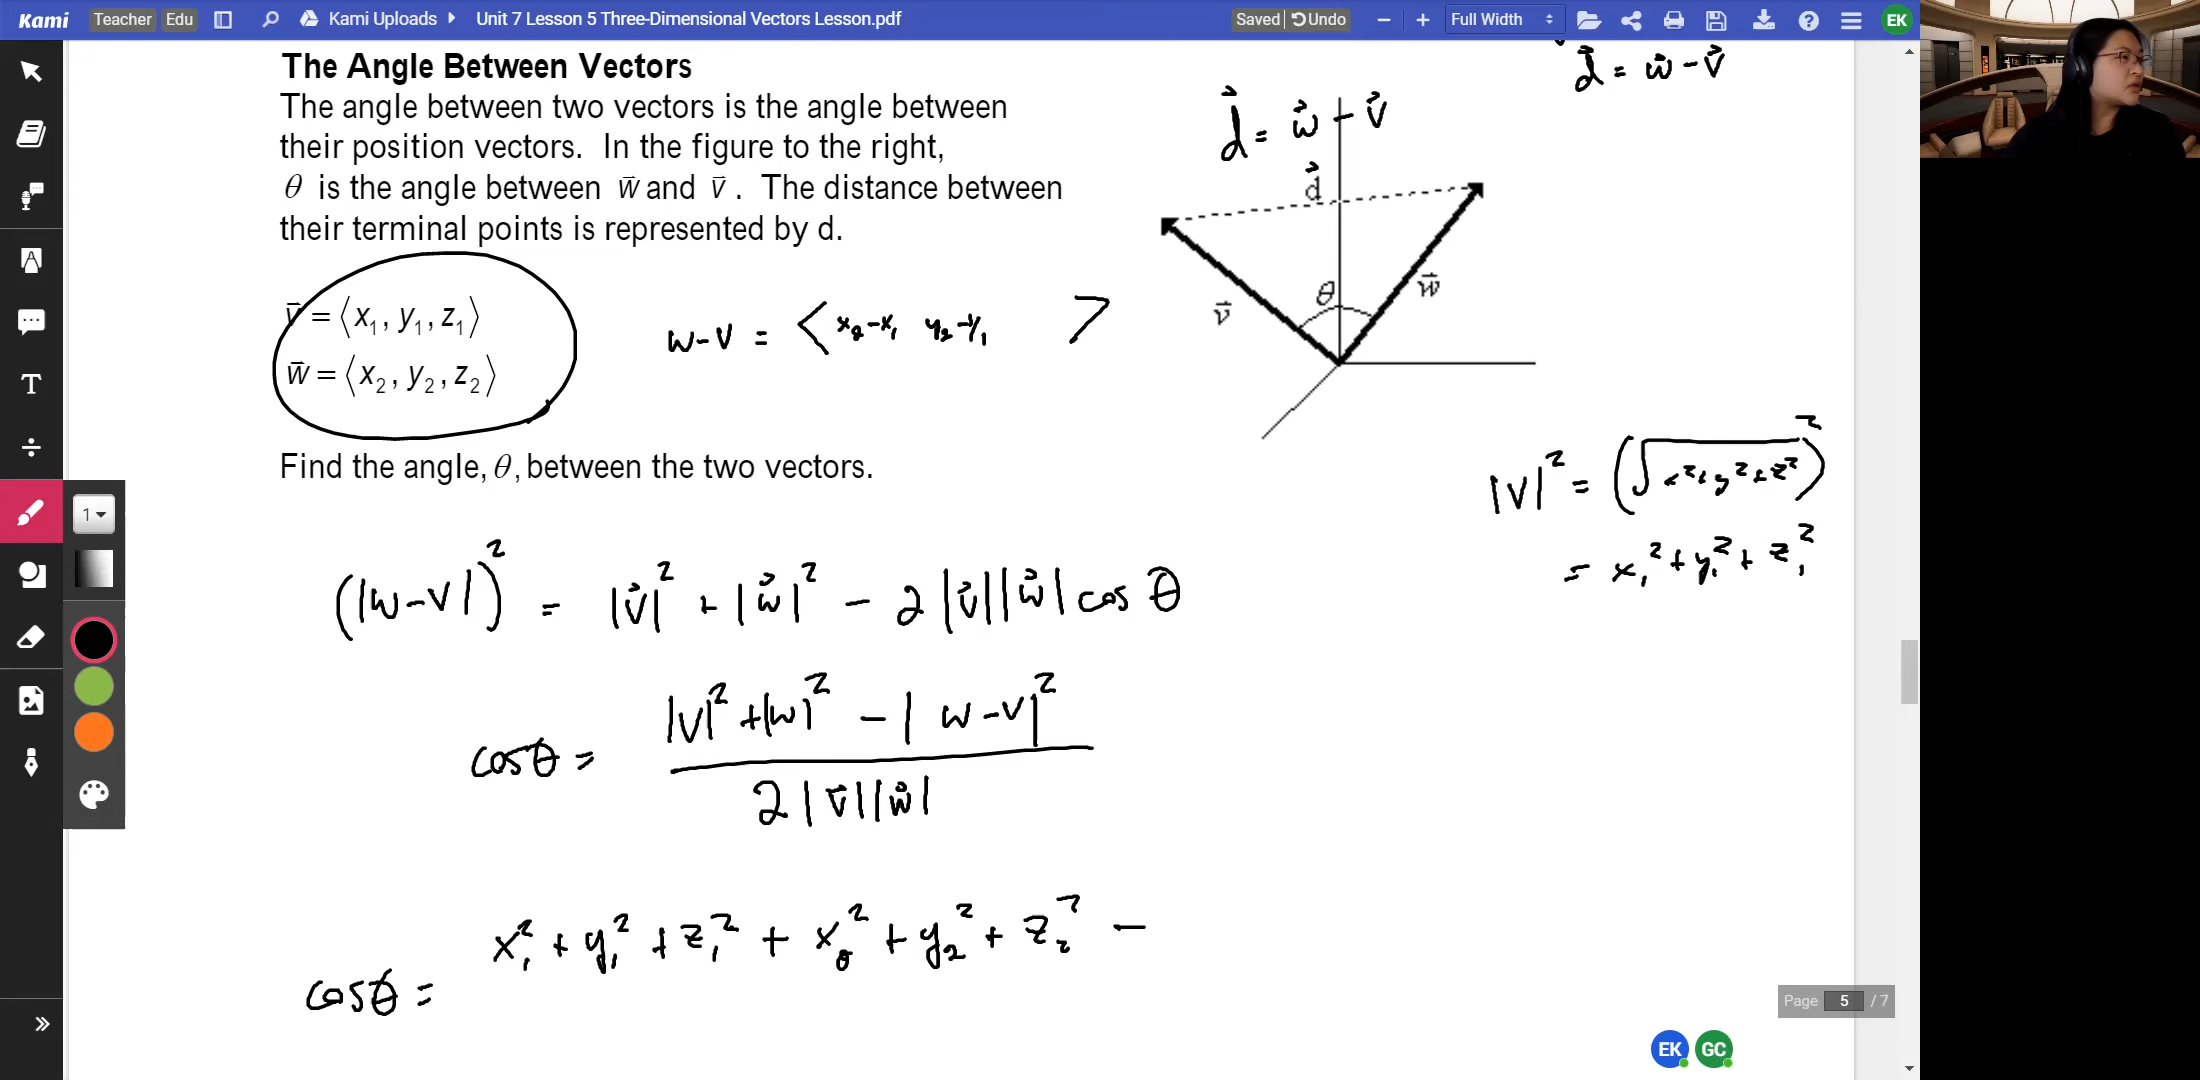 Kami Teacher Edu Kami Uploads Unit 7 Lesson 5 Three-Dimensional Vectors Lesson.pdf Saved Undo − + Full Width EK
d⃗ = w⃗ − v⃗
The Angle Between Vectors
The angle between two vectors is the angle between
their position vectors. In the figure to the right,
θ is the angle between w⃗ and v⃗. The distance between
their terminal points is represented by d.
d⃗ = w⃗ − v⃗
d⃗
θ
v⃗
w⃗
v⃗ = ⟨x₁, y₁, z₁⟩
w⃗ = ⟨x₂, y₂, z₂⟩
w−v = < x₂−x₁ y₂−y₁ >
Find the angle, θ, between the two vectors.
|v|² = (√x²+y²+z²)²
= x₁²+y₁²+z₁²
(|w−v|)² = |v⃗|² + |w⃗|² − 2|v⃗||w⃗| cos θ
cosθ = |v|²+|w|² − |w−v|² / 2|v⃗||w⃗|
cosθ = x₁² + y₁² + z₁² + x₂² + y₂² + z₂² −
1
T
Page 5 / 7
EK GC